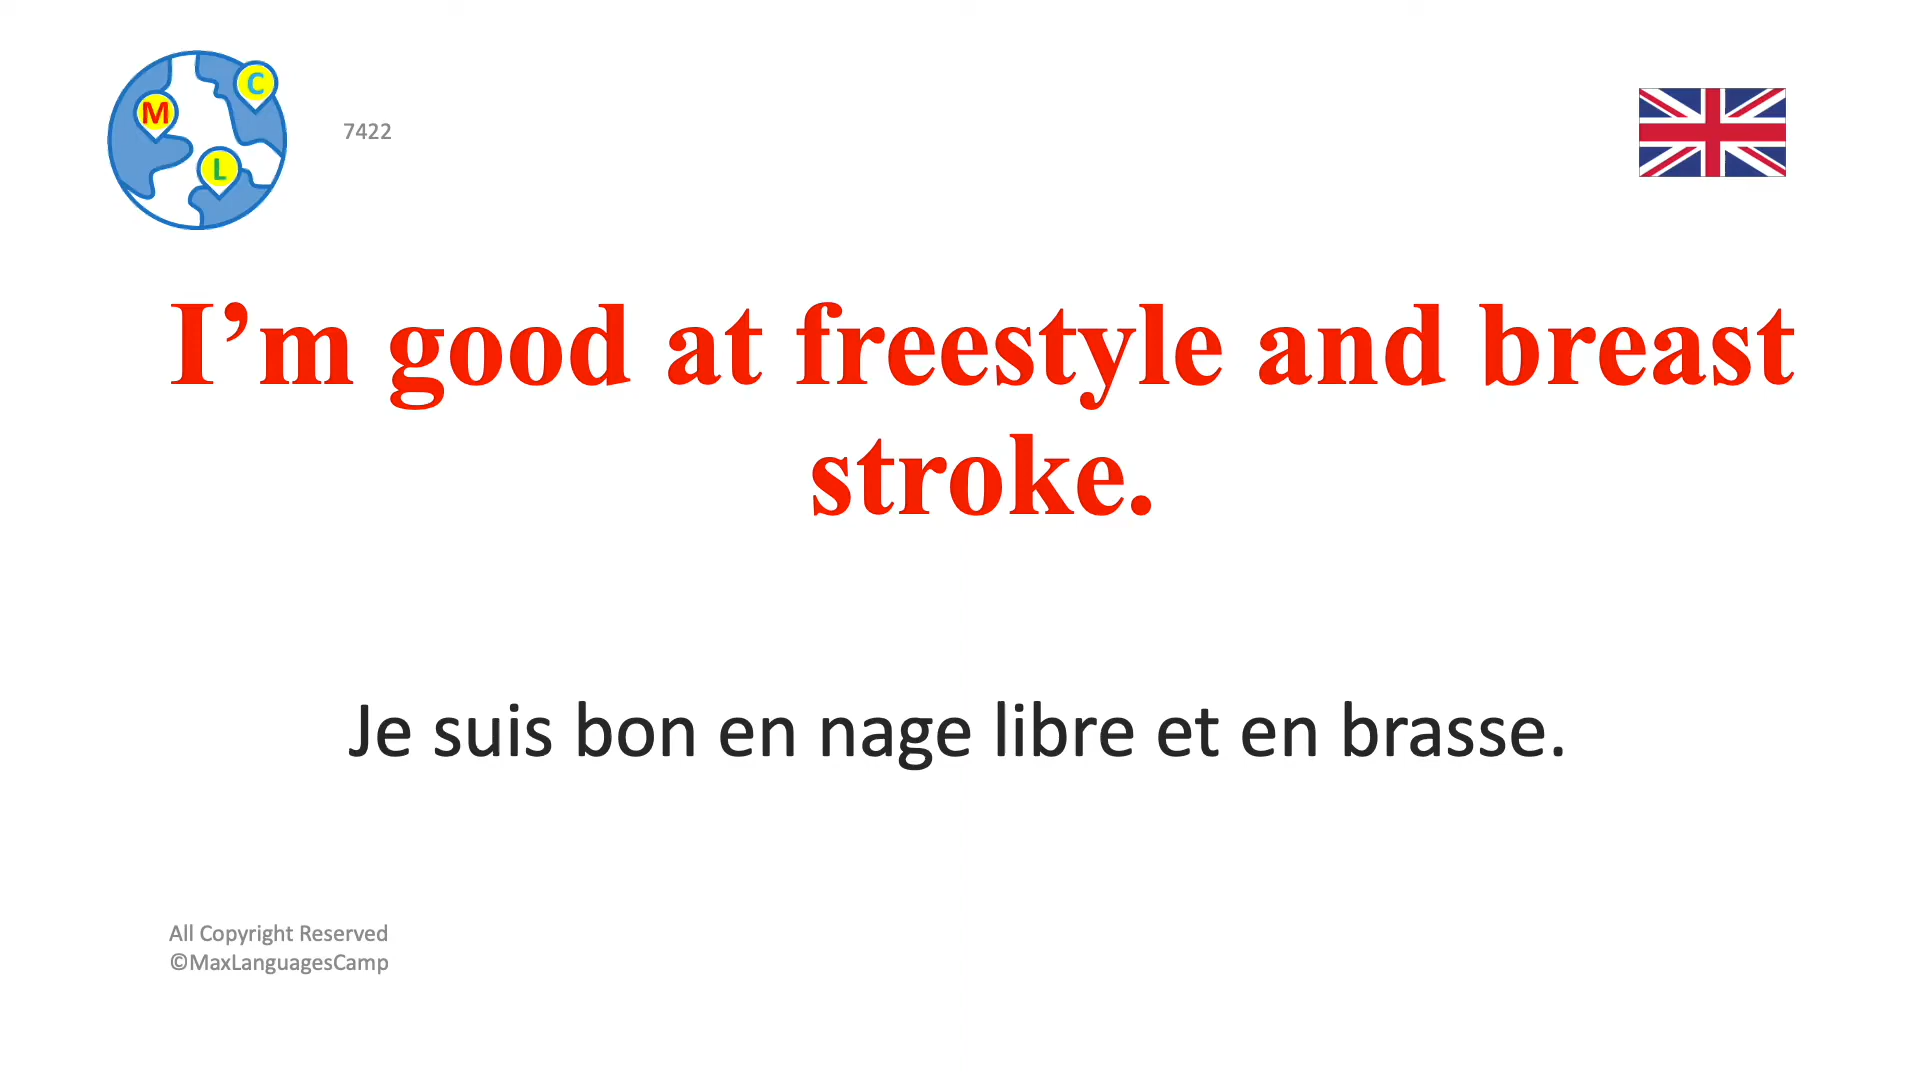 M
C
L
7422
I’m good at freestyle and breast
stroke.
Je suis bon en nage libre et en brasse.
All Copyright Reserved
©MaxLanguagesCamp